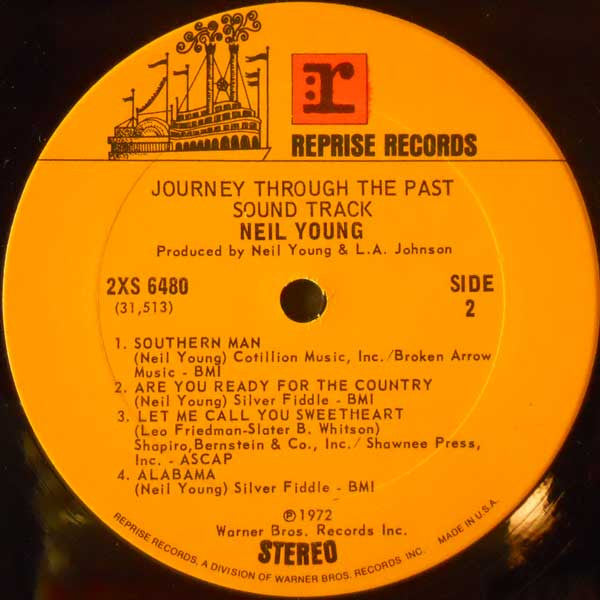 r
REPRISE RECORDS
JOURNEY THROUGH THE PAST
SOUND TRACK
NEIL YOUNG
Produced by Neil Young & L.A. Johnson
2XS 6480
(31,513)
SIDE
2
1. SOUTHERN MAN
(Neil Young) Cotillion Music, Inc./Broken Arrow
Music - BMI
2. ARE YOU READY FOR THE COUNTRY
(Neil Young) Silver Fiddle - BMI
3. LET ME CALL YOU SWEETHEART
(Leo Friedman-Slater B. Whitson)
Shapiro,Bernstein & Co., Inc./ Shawnee Press,
Inc. - ASCAP
4. ALABAMA
(Neil Young) Silver Fiddle - BMI
℗1972
Warner Bros. Records Inc.
STEREO
REPRISE RECORDS, A DIVISION OF WARNER BROS. RECORDS INC. MADE IN U.S.A.